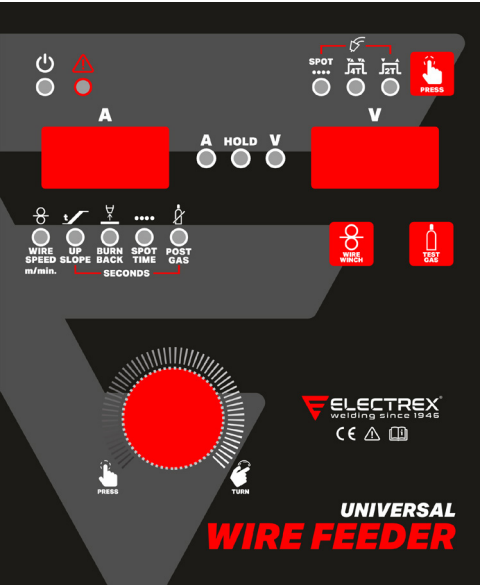 SPOT
4T
2T
PRESS
A
V
A HOLD V
WIRE SPEED
m/min.
UP SLOPE
BURN BACK
SPOT TIME
POST GAS
SECONDS
t
WIRE WINCH
TEST GAS
ELECTREX®
welding since 1946
CE
PRESS
TURN
UNIVERSAL
WIRE FEEDER